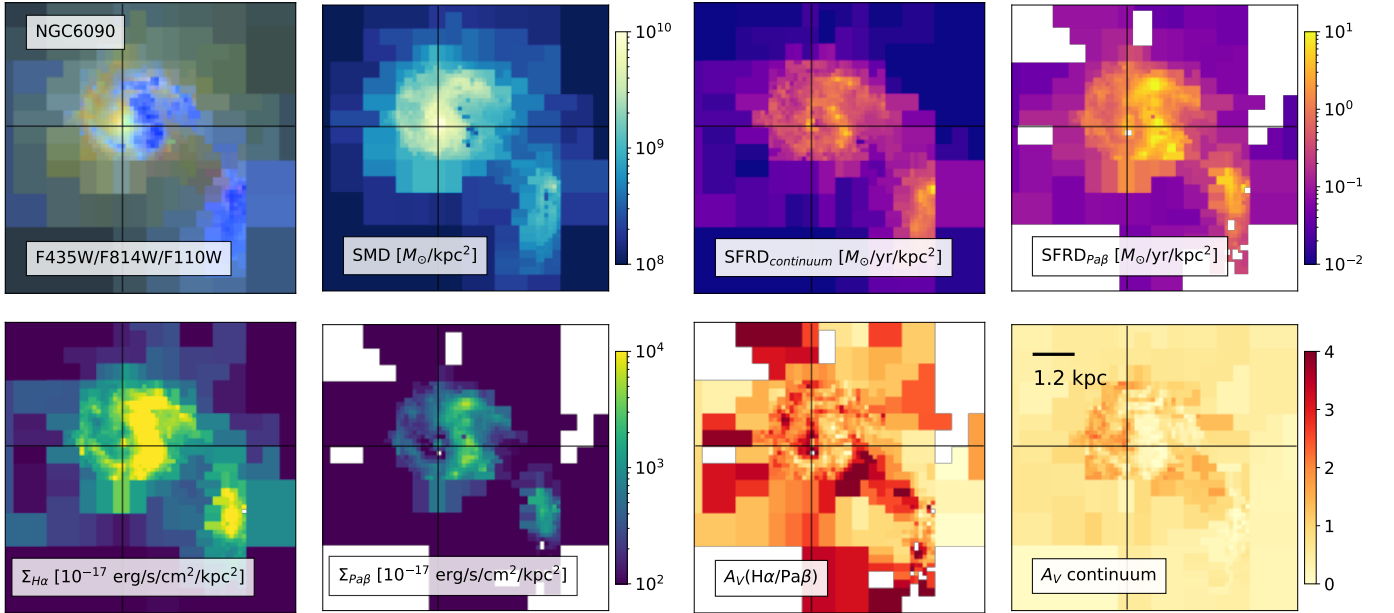 NGC6090
F435W/F814W/F110W
SMD [M☉/kpc²]
10¹⁰
10⁹
10⁸
SFRD_continuum [M☉/yr/kpc²]
SFRD_Paβ [M☉/yr/kpc²]
10¹
10⁰
10⁻¹
10⁻²
Σ_Hα [10⁻¹⁷ erg/s/cm²/kpc²]
Σ_Paβ [10⁻¹⁷ erg/s/cm²/kpc²]
10⁴
10³
10²
A_V(Hα/Paβ)
1.2 kpc
A_V continuum
4
3
2
1
0